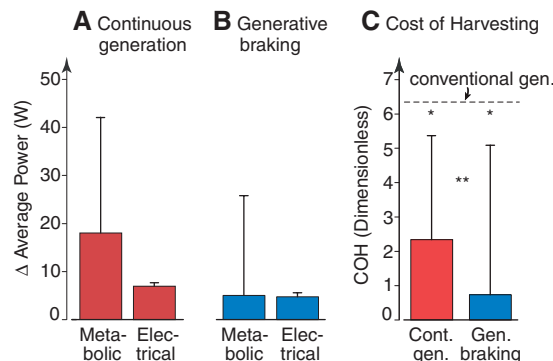 A Continuous
generation
B Generative
braking
C Cost of Harvesting
Δ Average Power (W)
50
40
30
20
10
0
Meta-
bolic
Elec-
trical
Meta-
bolic
Elec-
trical
COH (Dimensionless)
7
6
5
4
3
2
1
0
conventional gen.
*
*
**
Cont.
gen.
Gen.
braking